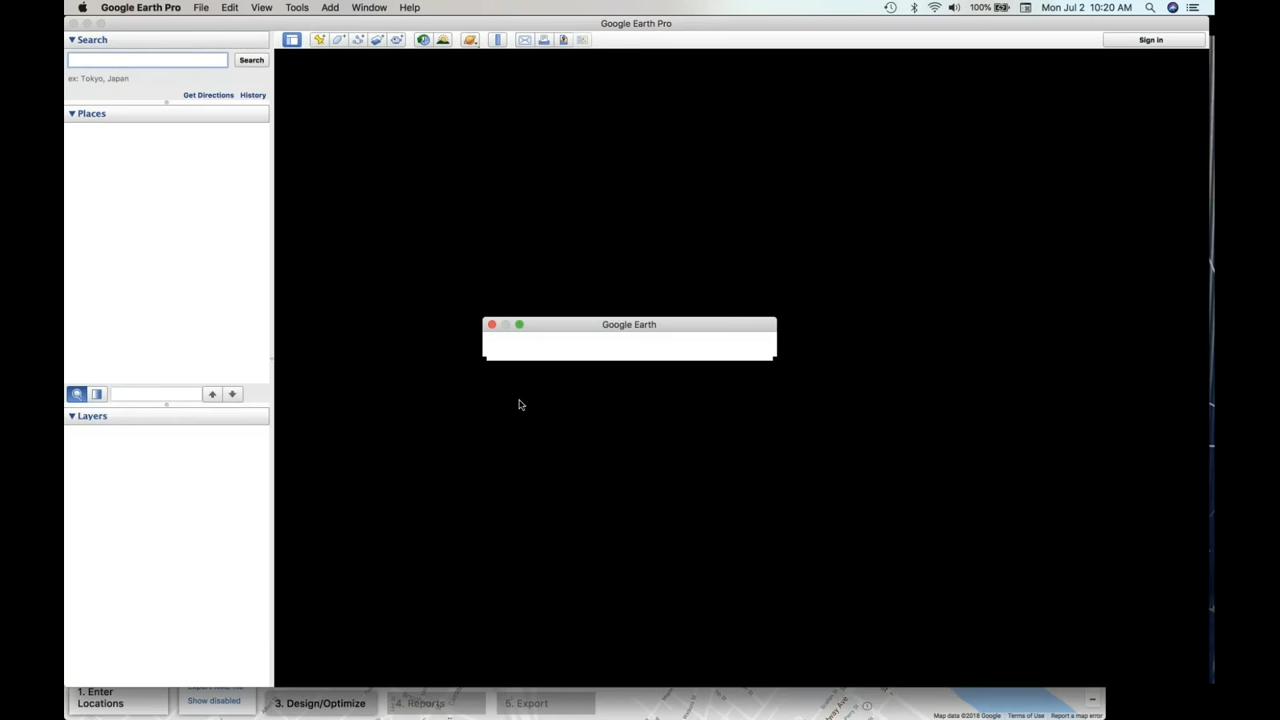 Google Earth Pro File Edit View Tools Add Window Help 100% Mon Jul 2 10:20 AM
Google Earth Pro
Search
Sign in
Search
ex: Tokyo, Japan
Get Directions History
Places
Google Earth
Layers
1. Enter
Locations
Show disabled
3. Design/Optimize
4. Reports
5. Export
Map data ©2018 Google Terms of Use Report a map error